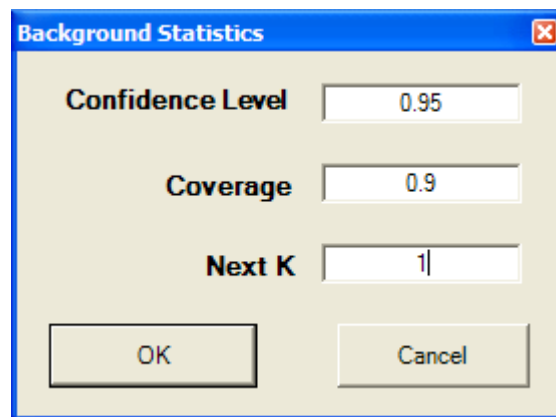 Background Statistics
Confidence Level 0.95
Coverage 0.9
Next K 1
OK Cancel